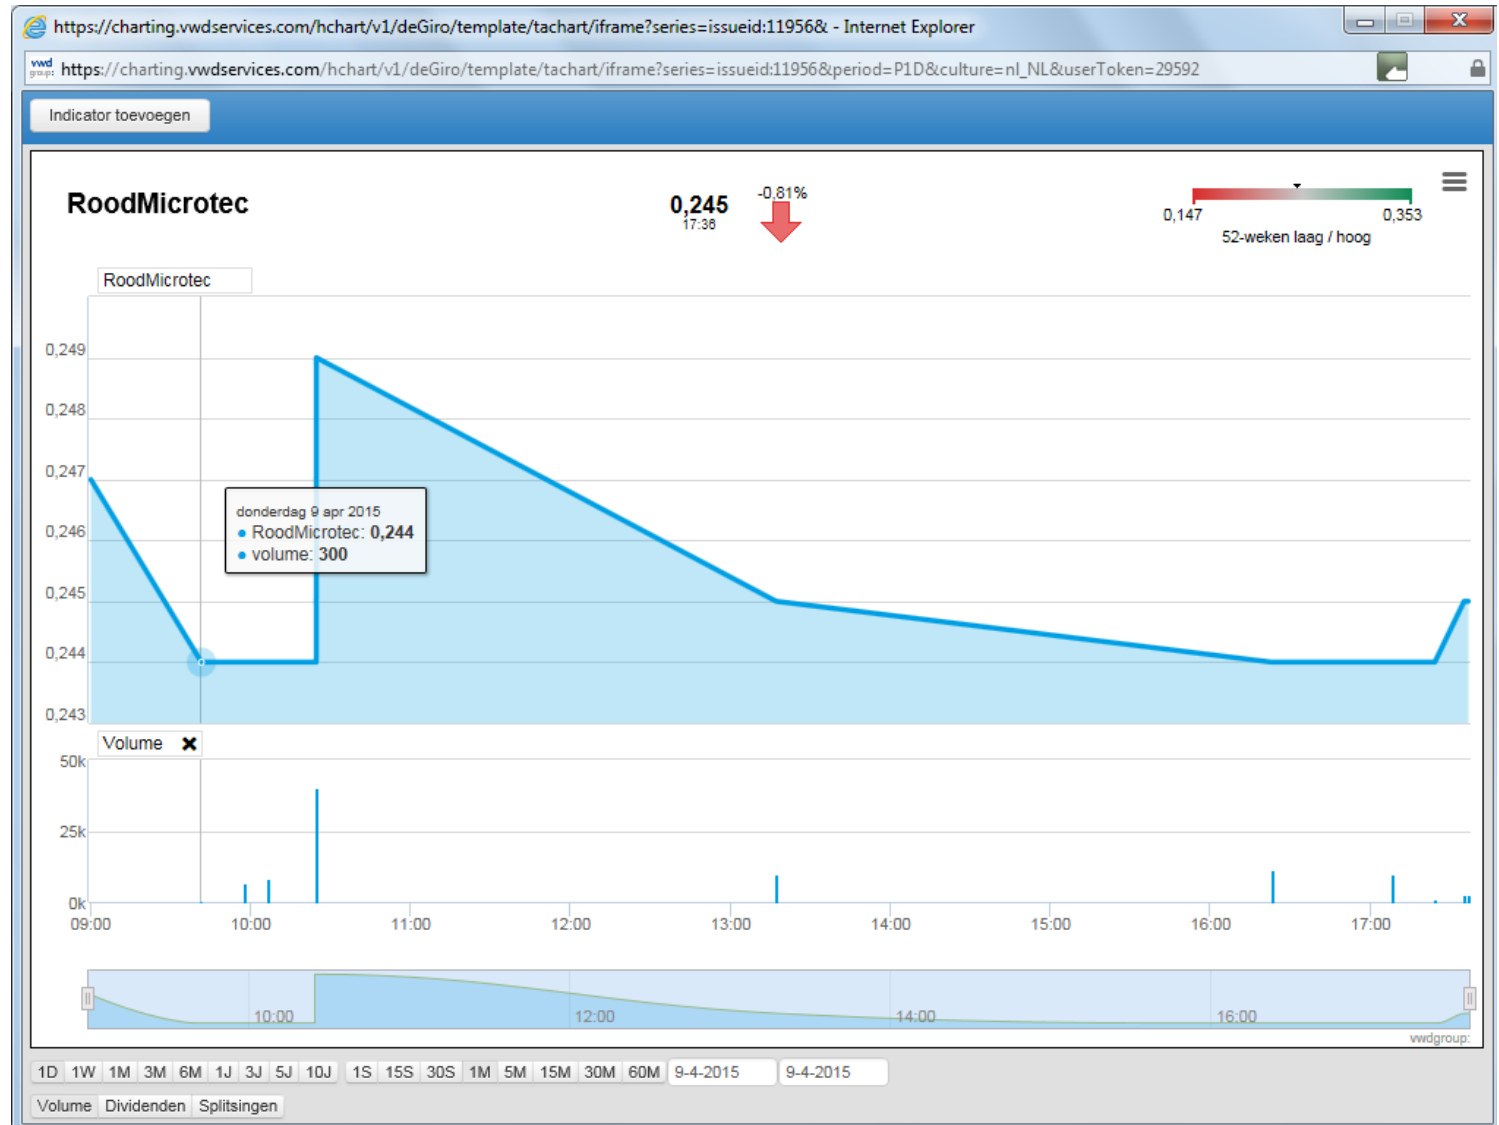 https://charting.vwdservices.com/hchart/v1/deGiro/template/tachart/iframe?series=issueid:11956& - Internet Explorer
vwd group: https://charting.vwdservices.com/hchart/v1/deGiro/template/tachart/iframe?series=issueid:11956&period=P1D&culture=nl_NL&userToken=29592
Indicator toevoegen
RoodMicrotec
0,245
17:36
-0,81%
0,147 0,353
52-weken laag / hoog
RoodMicrotec
0,249
0,248
0,247
0,246
0,245
0,244
0,243
donderdag 9 apr 2015
RoodMicrotec: 0,244
volume: 300
Volume
50k
25k
0k
09:00 10:00 11:00 12:00 13:00 14:00 15:00 16:00 17:00
10:00 12:00 14:00 16:00
vwdgroup:
1D 1W 1M 3M 6M 1J 3J 5J 10J 1S 15S 30S 1M 5M 15M 30M 60M 9-4-2015 9-4-2015
Volume Dividenden Splitsingen